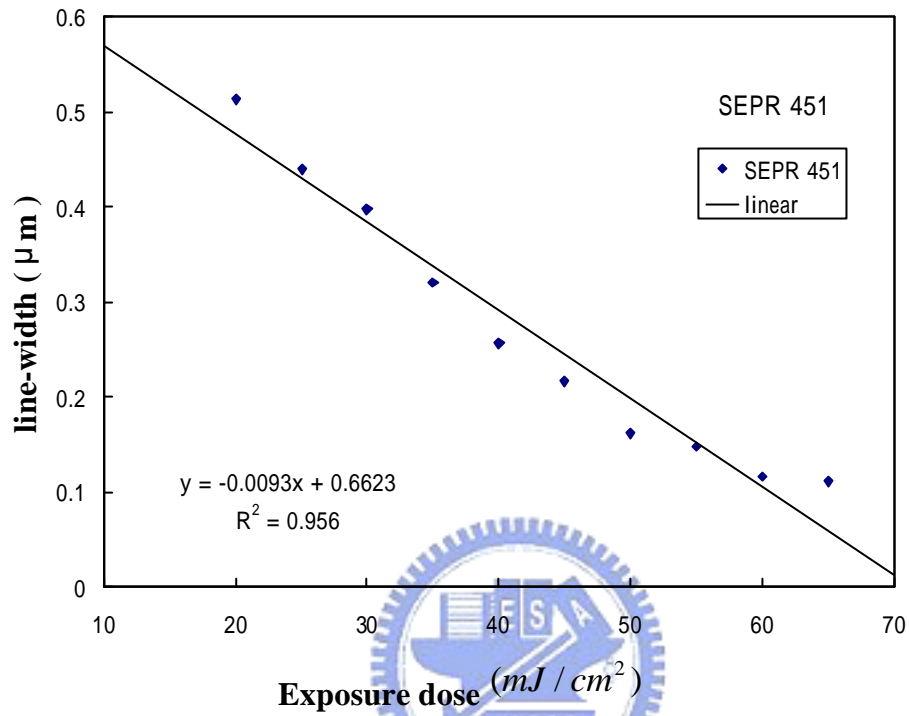 0.6
0.5
0.4
0.3
0.2
0.1
0
line-width ( μm )
SEPR 451
SEPR 451
linear
y = -0.0093x + 0.6623
R² = 0.956
10 20 30 40 50 60 70
E S A
Exposure dose (mJ / cm²)